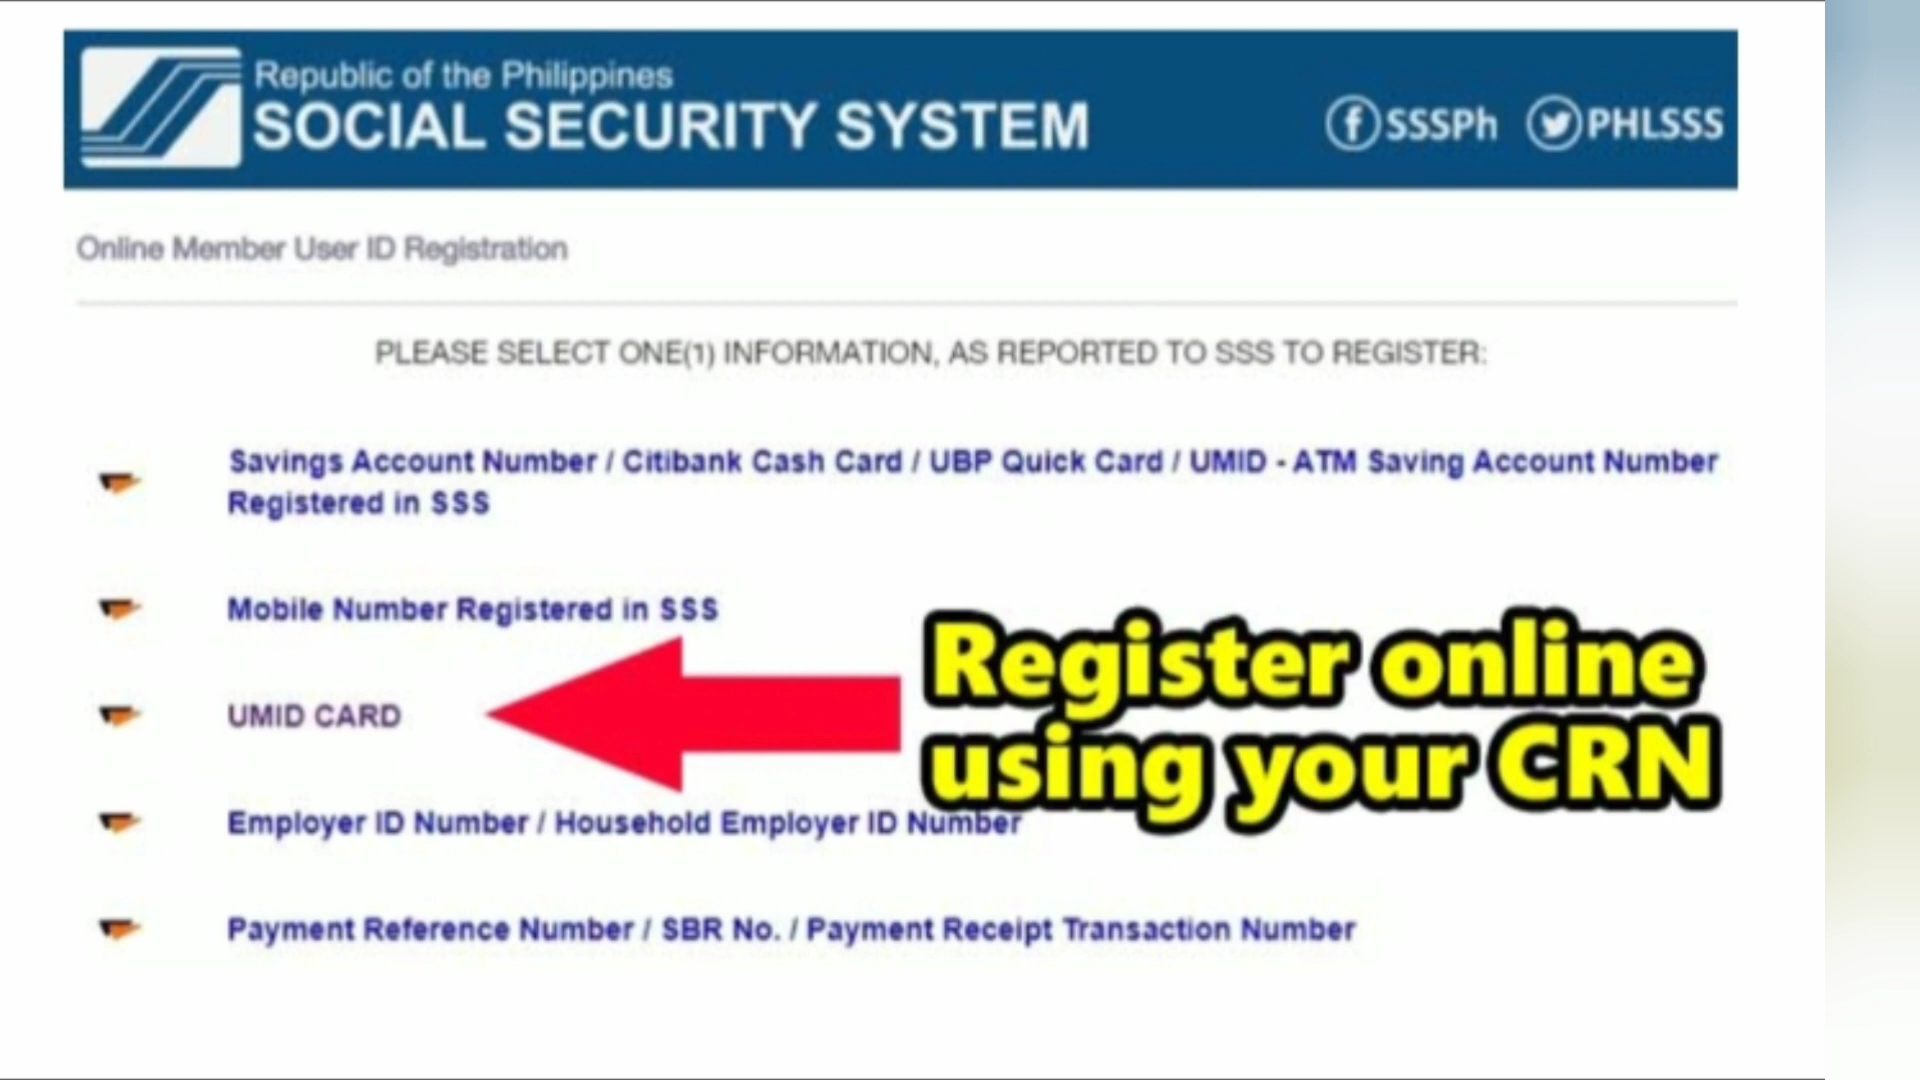 Republic of the Philippines
SOCIAL SECURITY SYSTEM
SSSPh PHLSSS
Online Member User ID Registration
PLEASE SELECT ONE(1) INFORMATION, AS REPORTED TO SSS TO REGISTER:
Savings Account Number / Citibank Cash Card / UBP Quick Card / UMID - ATM Saving Account Number
Registered in SSS
Mobile Number Registered in SSS
UMID CARD
Register online
using your CRN
Employer ID Number / Household Employer ID Number
Payment Reference Number / SBR No. / Payment Receipt Transaction Number